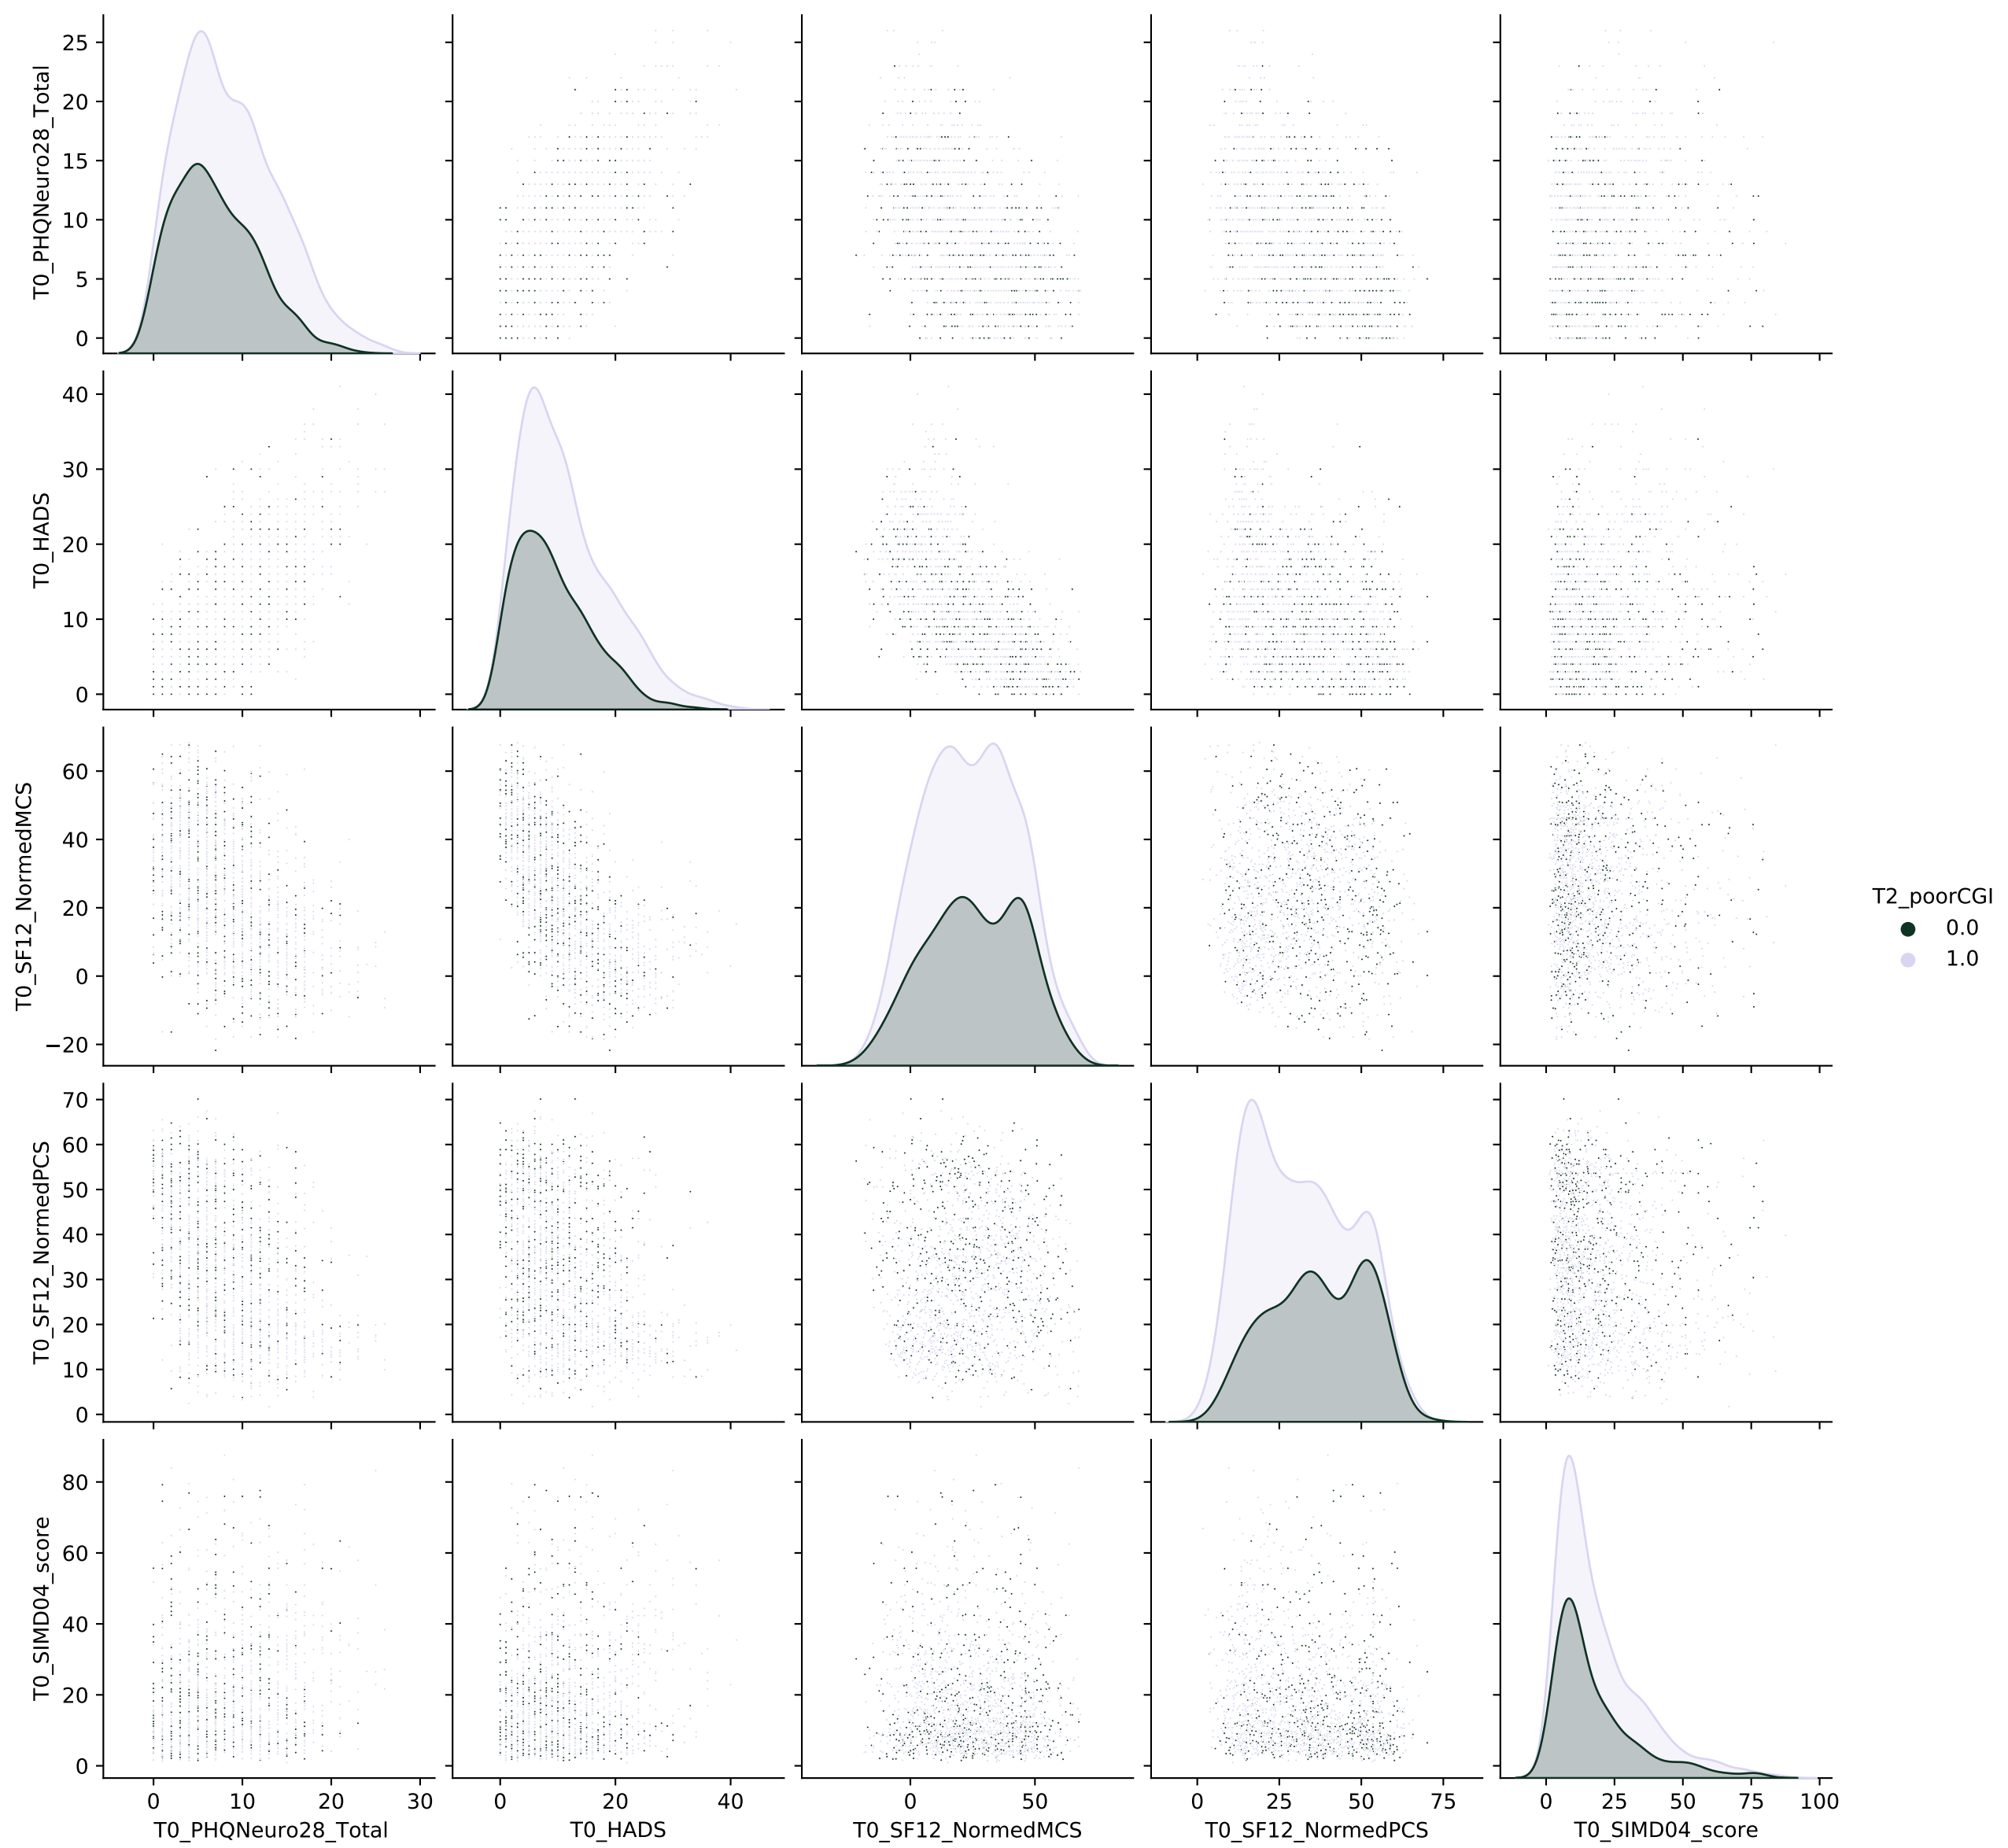 T0_PHQNeuro28_Total
25
20
15
10
5
0
T0_HADS
40
30
20
10
0
T0_SF12_NormedMCS
60
40
20
0
−20
T2_poorCGI
0.0
1.0
T0_SF12_NormedPCS
70
60
50
40
30
20
10
0
T0_SIMD04_score
80
60
40
20
0
0 10 20 30
0 20 40
0 50
0 25 50 75
0 25 50 75 100
T0_PHQNeuro28_Total
T0_HADS
T0_SF12_NormedMCS
T0_SF12_NormedPCS
T0_SIMD04_score